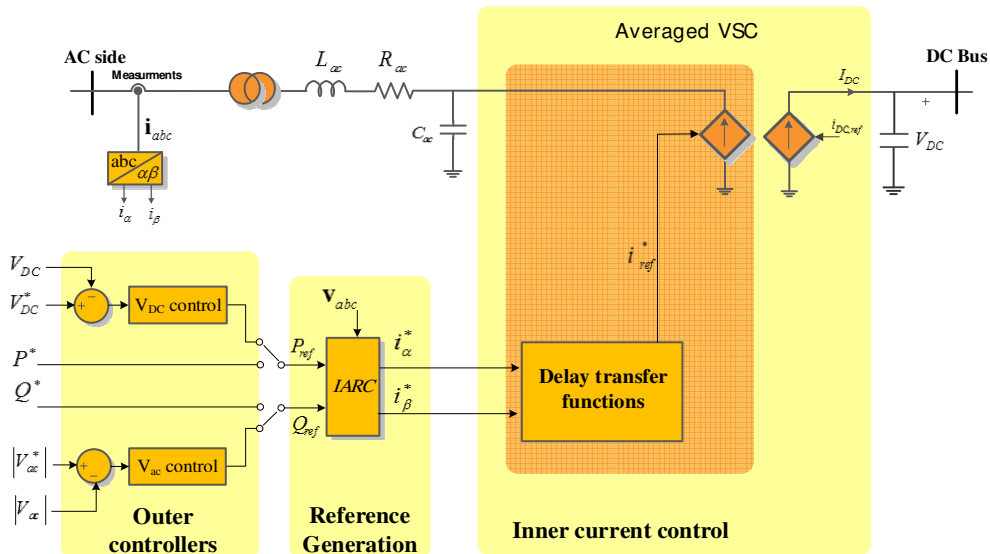 Averaged VSC
AC side
Measurments
L_ac
R_ac
I_DC
DC Bus
i_abc
C_ac
+
i_DC,ref
V_DC
abc
αβ
i_α
i_β
i*_ref
V_DC
−
V*_DC
+
V_DC control
v_abc
P*
P_ref
i*_α
IARC
Delay transfer
functions
Q*
Q_ref
i*_β
|V*_ac|
+
−
V_ac control
|V_ac|
Outer
controllers
Reference
Generation
Inner current control